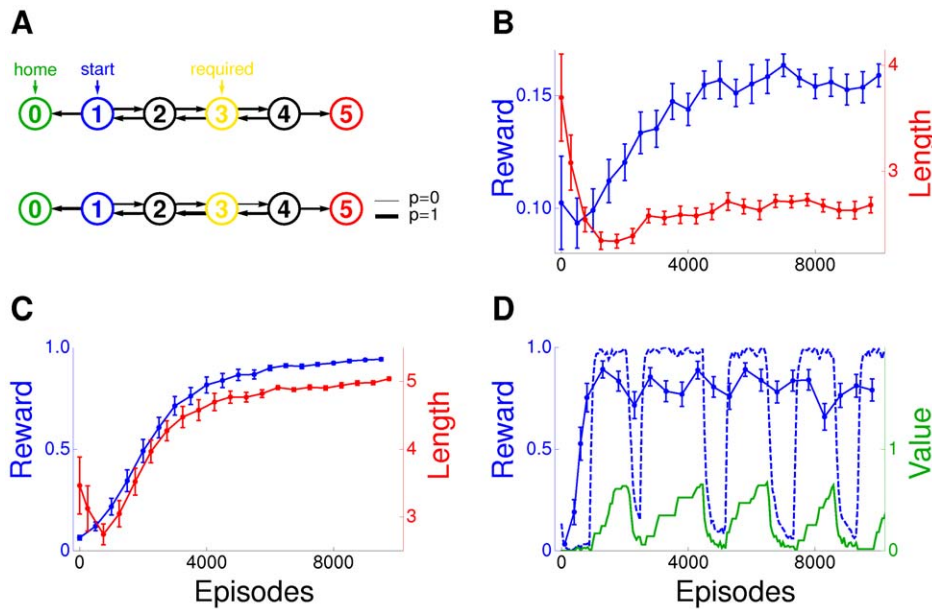 A
home start required
0 1 2 3 4 5
0 1 2 3 4 5
p=0
p=1
B
Reward
0.15
0.10
Length
4
3
0 4000 8000
C
Reward
1.0
0.5
0
Length
5
4
3
0 4000 8000
Episodes
D
Reward
1.0
0.5
0
Value
1
0
0 4000 8000
Episodes